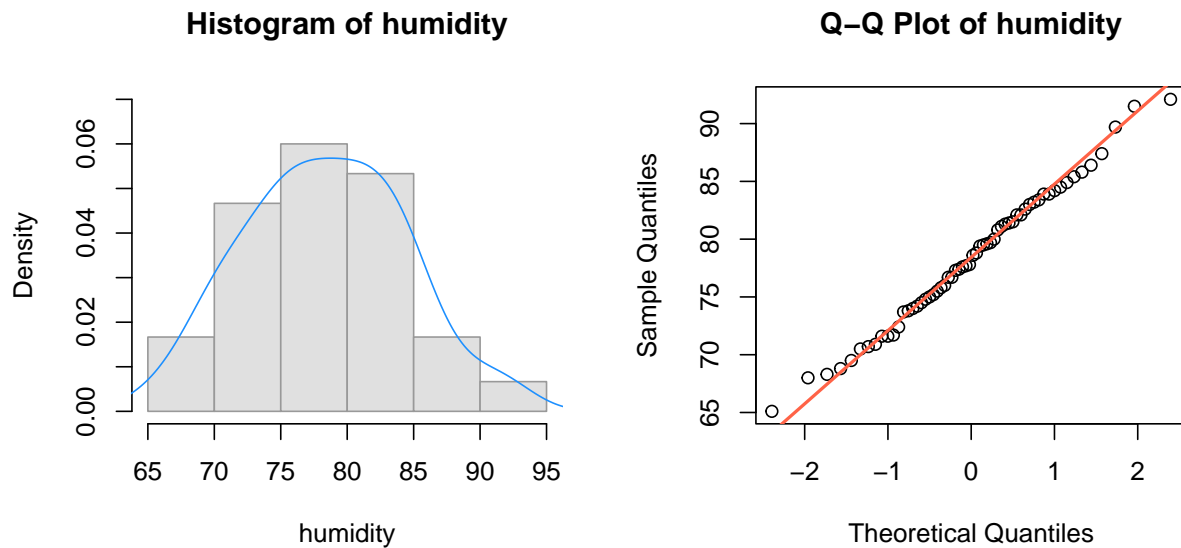 Histogram of humidity
Density
0.00
0.02
0.04
0.06
65 70 75 80 85 90 95
humidity
Q−Q Plot of humidity
Sample Quantiles
65
70
75
80
85
90
−2 −1 0 1 2
Theoretical Quantiles